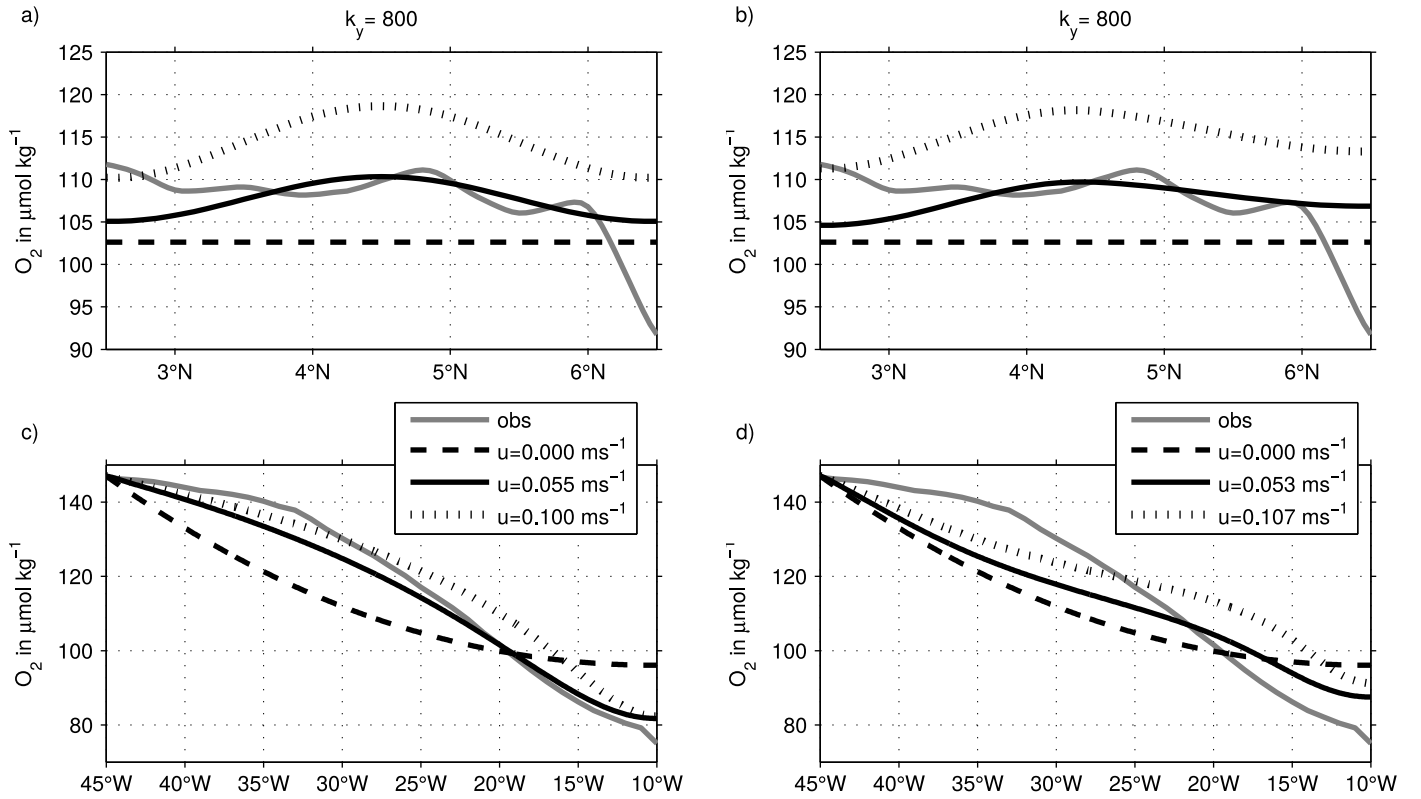 a) k_y = 800
125
120
115
110
105
100
95
90
O₂ in μmol kg⁻¹
3°N 4°N 5°N 6°N
b) k_y = 800
125
120
115
110
105
100
95
90
O₂ in μmol kg⁻¹
3°N 4°N 5°N 6°N
c)
obs
u=0.000 ms⁻¹
u=0.055 ms⁻¹
u=0.100 ms⁻¹
140
120
100
80
O₂ in μmol kg⁻¹
45°W 40°W 35°W 30°W 25°W 20°W 15°W 10°W
d)
obs
u=0.000 ms⁻¹
u=0.053 ms⁻¹
u=0.107 ms⁻¹
140
120
100
80
O₂ in μmol kg⁻¹
45°W 40°W 35°W 30°W 25°W 20°W 15°W 10°W